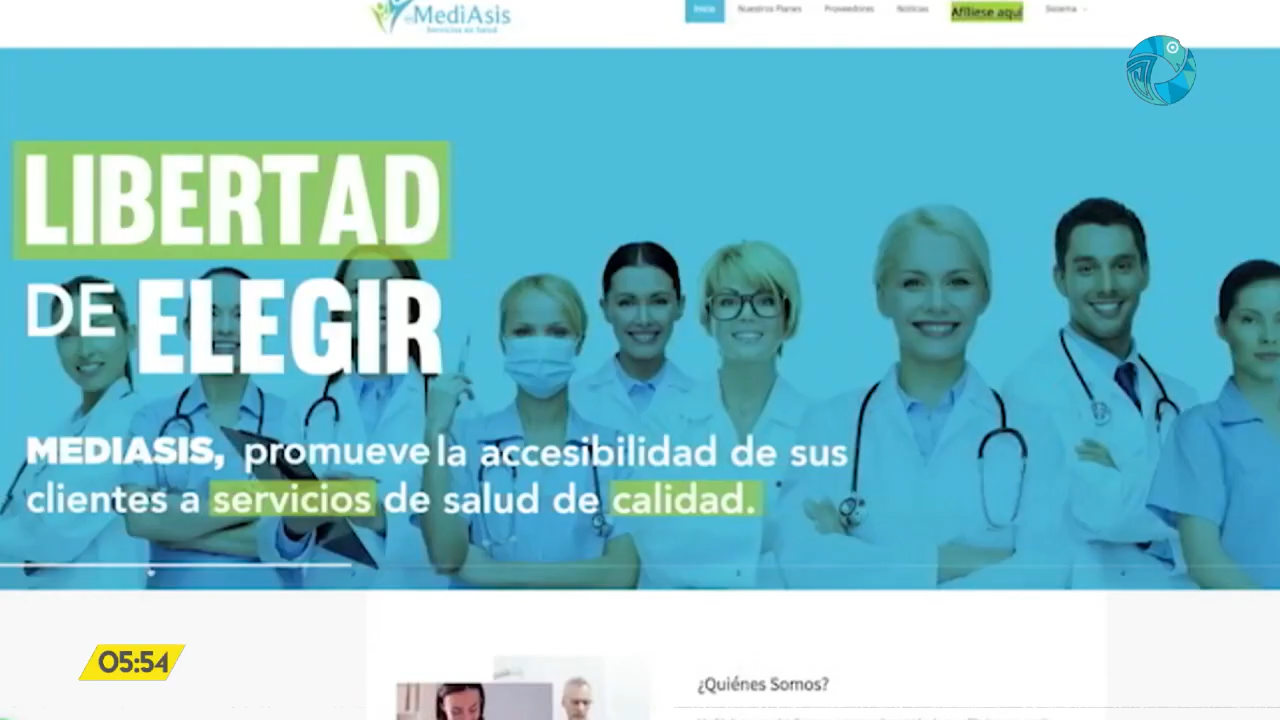 MediAsis
Servicios en Salud
Inicio Nuestros Planes Proveedores Noticias Afíliese aquí Sistema
LIBERTAD
DE ELEGIR
MEDIASIS, promueve la accesibilidad de sus
clientes a servicios de salud de calidad.
05:54
¿Quiénes Somos?